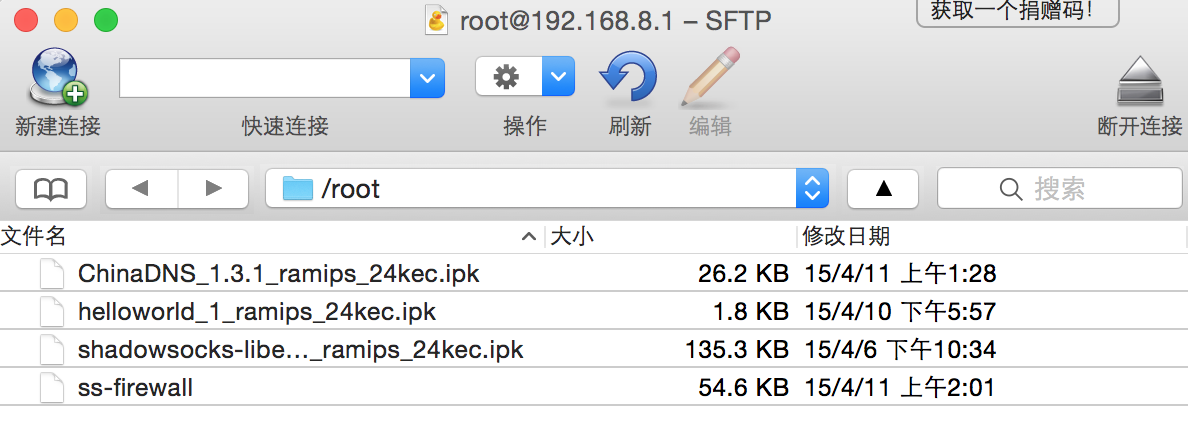 root@192.168.8.1 – SFTP
获取一个捐赠码！
新建连接
快速连接
操作
刷新
编辑
断开连接
/root
搜索
文件名 大小 修改日期
ChinaDNS_1.3.1_ramips_24kec.ipk 26.2 KB 15/4/11 上午1:28
helloworld_1_ramips_24kec.ipk 1.8 KB 15/4/10 下午5:57
shadowsocks-libe…_ramips_24kec.ipk 135.3 KB 15/4/6 下午10:34
ss-firewall 54.6 KB 15/4/11 上午2:01